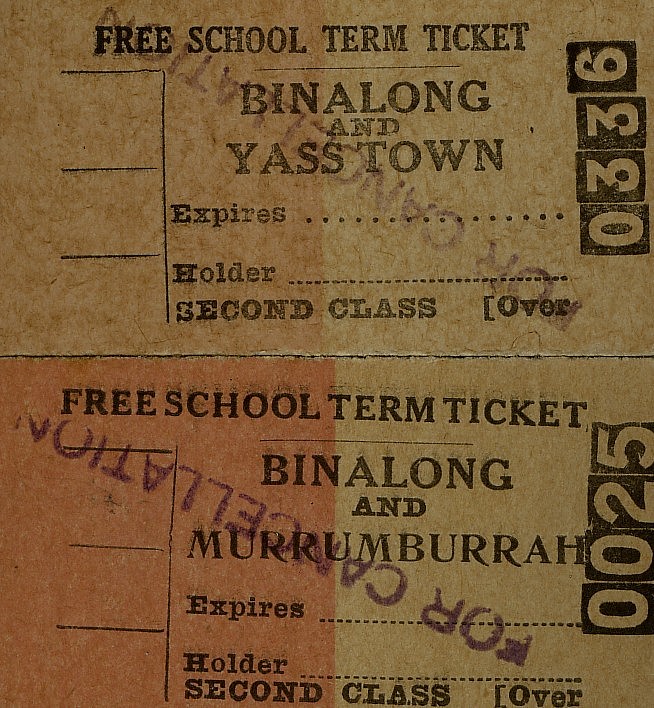 FREE SCHOOL TERM TICKET
BINALONG
AND
YASS TOWN
Expires
Holder
SECOND CLASS [Over
0336
FOR CANCELLATION
FREE SCHOOL TERM TICKET
BINALONG
AND
MURRUMBURRAH
Expires
Holder
SECOND CLASS [Over
0025
FOR CANCELLATION